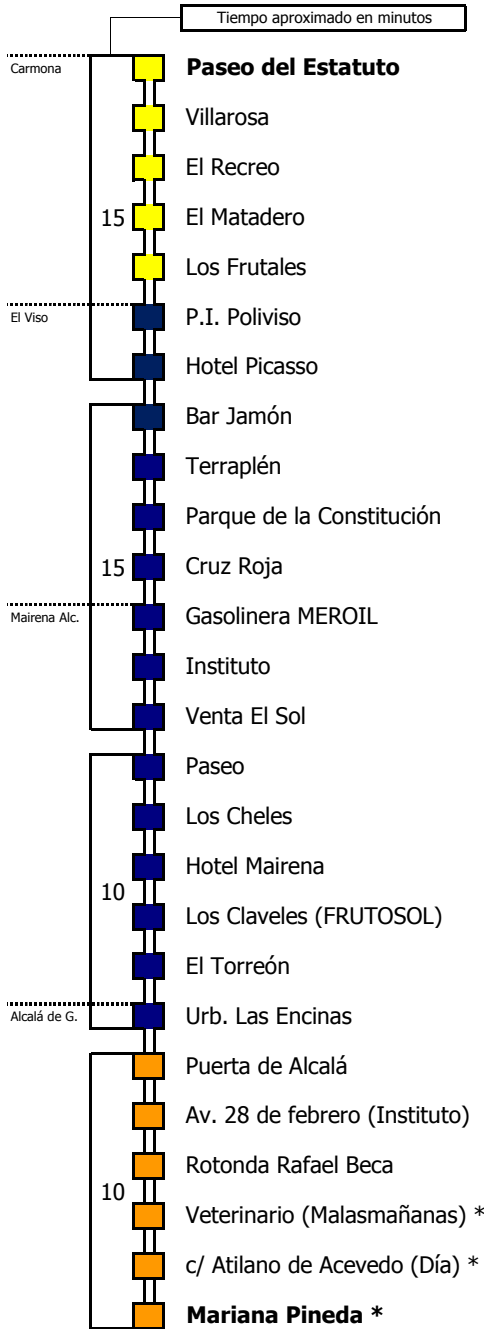 Tiempo aproximado en minutos
Carmona
Paseo del Estatuto
Villarosa
El Recreo
15
El Matadero
Los Frutales
El Viso
P.I. Poliviso
Hotel Picasso
Bar Jamón
Terraplén
Parque de la Constitución
15
Cruz Roja
Mairena Alc.
Gasolinera MEROIL
Instituto
Venta El Sol
Paseo
Los Cheles
Hotel Mairena
10
Los Claveles (FRUTOSOL)
El Torreón
Alcalá de G.
Urb. Las Encinas
Puerta de Alcalá
Av. 28 de febrero (Instituto)
Rotonda Rafael Beca
10
Veterinario (Malasmañanas) *
c/ Atilano de Acevedo (Día) *
Mariana Pineda *